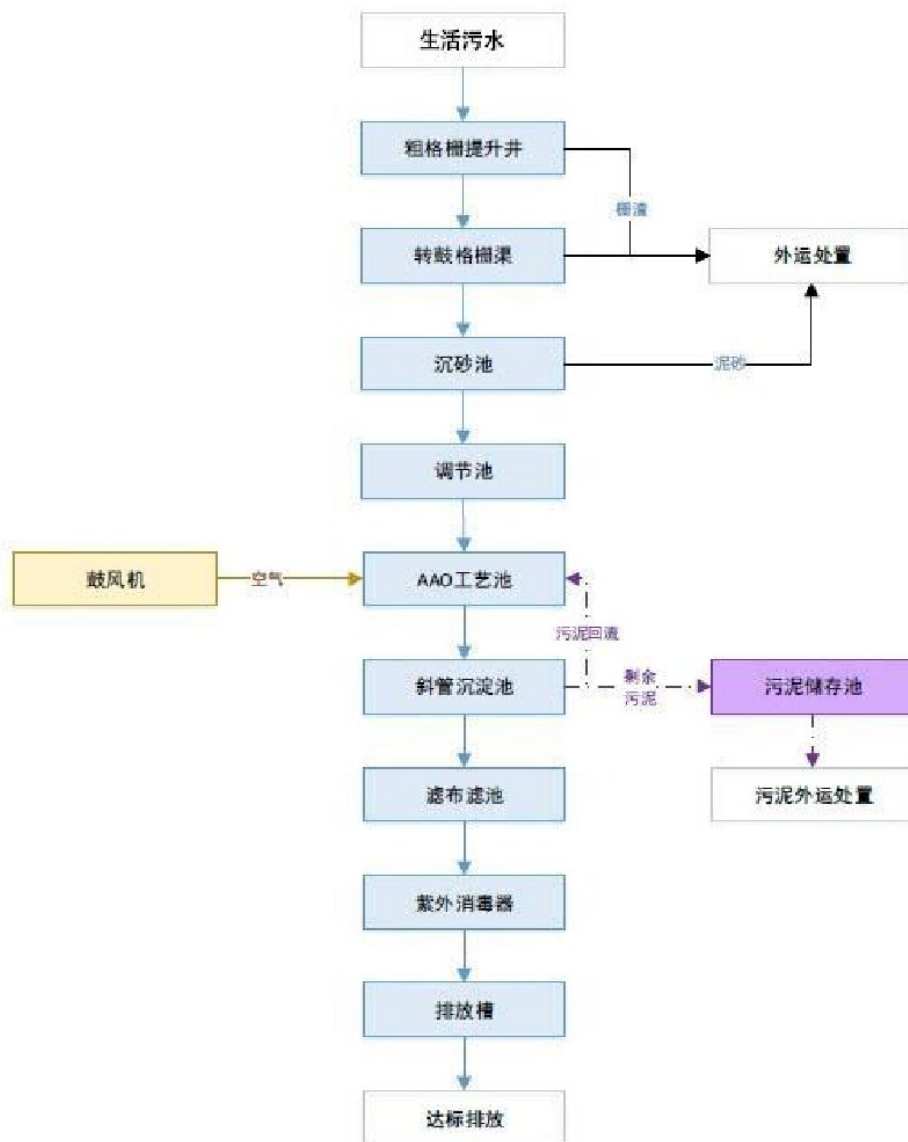 生活污水
粗格栅提升井
栅渣
转鼓格栅渠
外运处置
沉砂池
泥砂
调节池
鼓风机
空气
AAO工艺池
污泥回流
斜管沉淀池
剩余
污泥
污泥储存池
滤布滤池
污泥外运处置
紫外消毒器
排放槽
达标排放